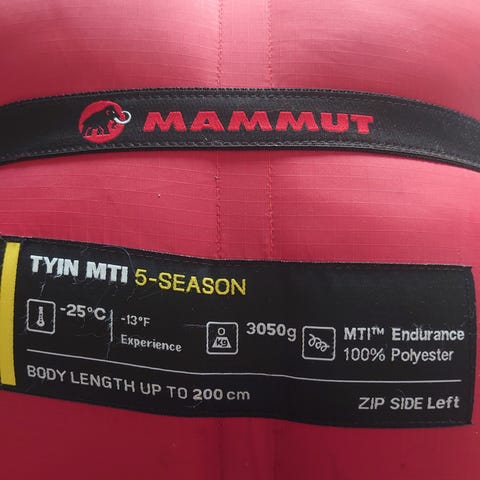 MAMMUT
TYIN MTI 5-SEASON
-25°C -13°F Experience
KG 3050g
MTI™ Endurance
100% Polyester
BODY LENGTH UP TO 200 cm
ZIP SIDE Left